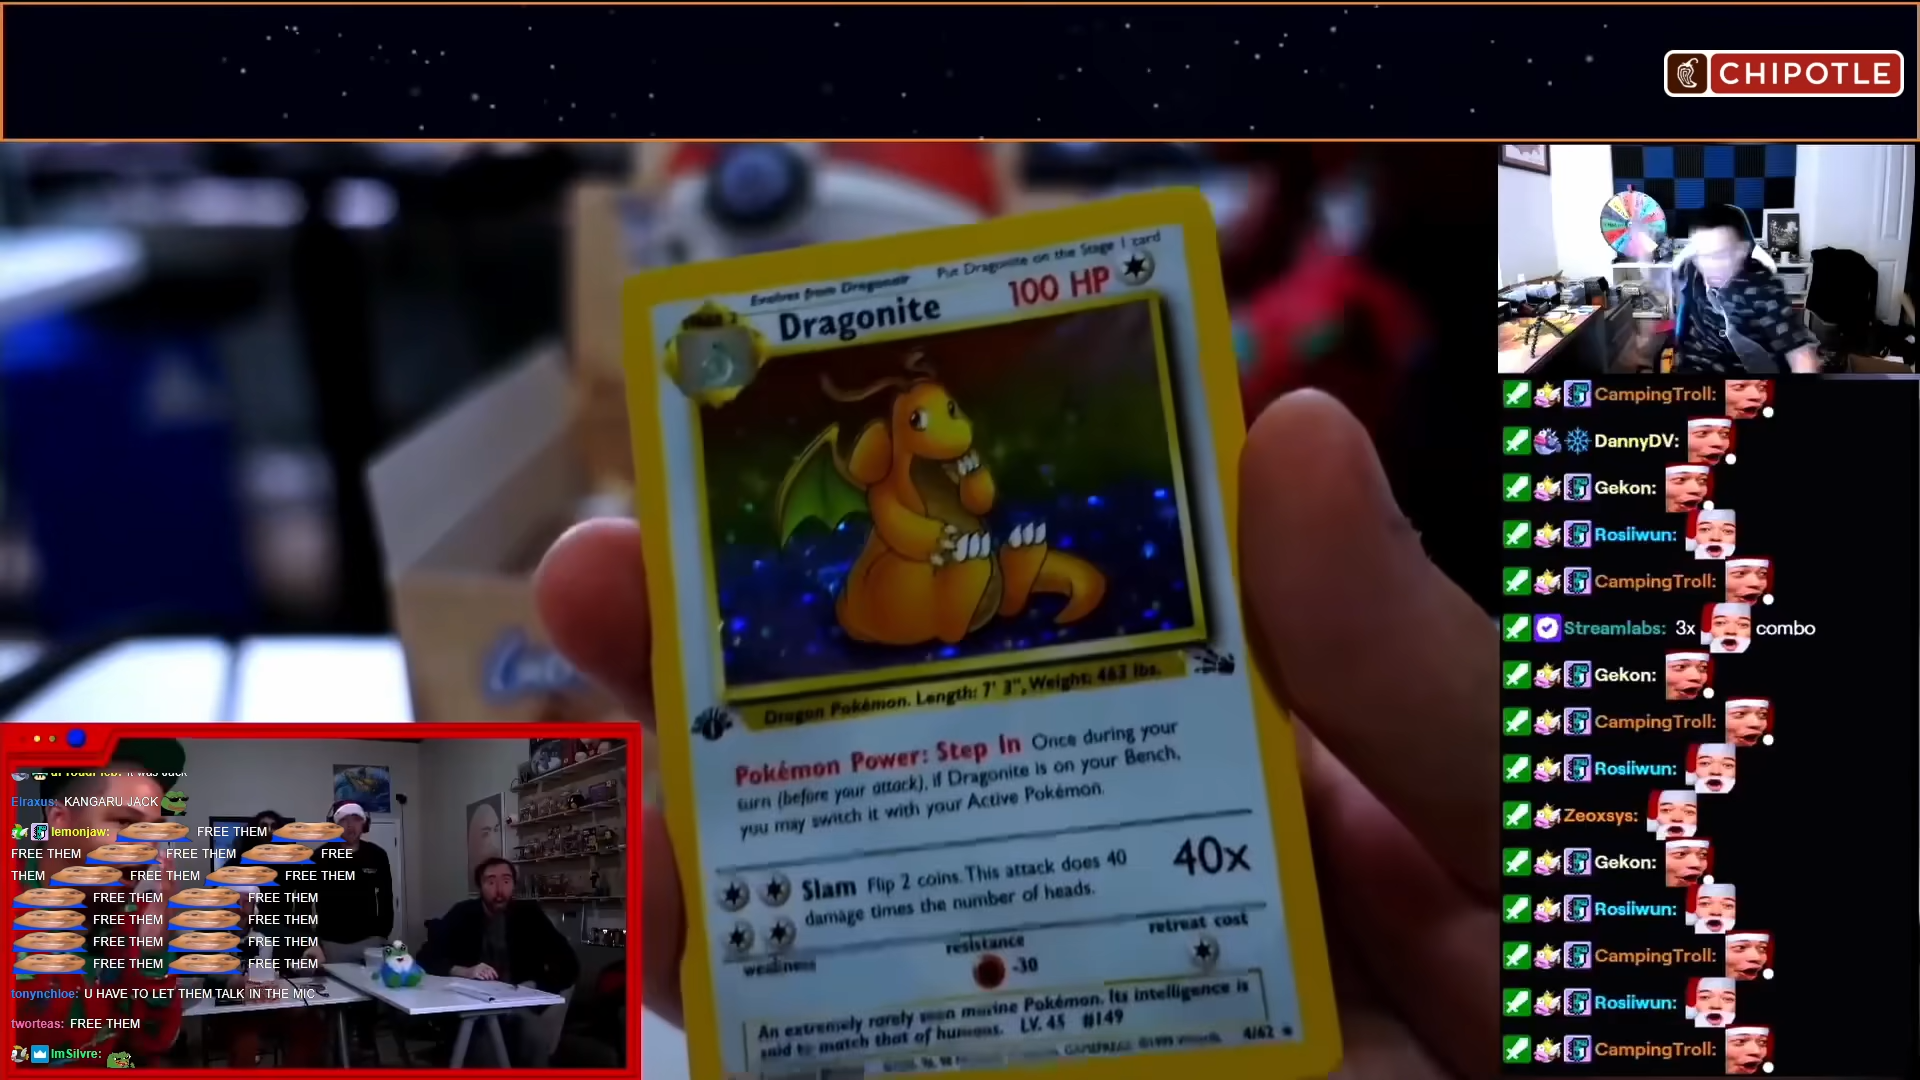 CHIPOTLE
Evolves from Dragonair Put Dragonite on the Stage 1 card
Dragonite 100 HP
Dragon Pokémon. Length: 7' 3", Weight: 463 lbs.
Pokémon Power: Step In Once during your
turn (before your attack), if Dragonite is on your Bench,
you may switch it with your Active Pokémon.
Slam Flip 2 coins. This attack does 40
damage times the number of heads.
40x
weakness resistance retreat cost
-30
An extremely rarely seen marine Pokémon. Its intelligence is
said to match that of humans. LV. 45 #149
4/62
It was Jack
Elraxus: KANGARU JACK
lemonjaw: FREE THEM
FREE THEM FREE THEM FREE
THEM FREE THEM FREE THEM
FREE THEM FREE THEM
FREE THEM FREE THEM
FREE THEM FREE THEM
FREE THEM FREE THEM
tonynchloe: U HAVE TO LET THEM TALK IN THE MIC
tworteas: FREE THEM
ImSilvre:
CampingTroll:
DannyDV:
Gekon:
Rosiiwun:
CampingTroll:
Streamlabs: 3x combo
Gekon:
CampingTroll:
Rosiiwun:
Zeoxsys:
Gekon:
Rosiiwun:
CampingTroll:
Rosiiwun:
CampingTroll: